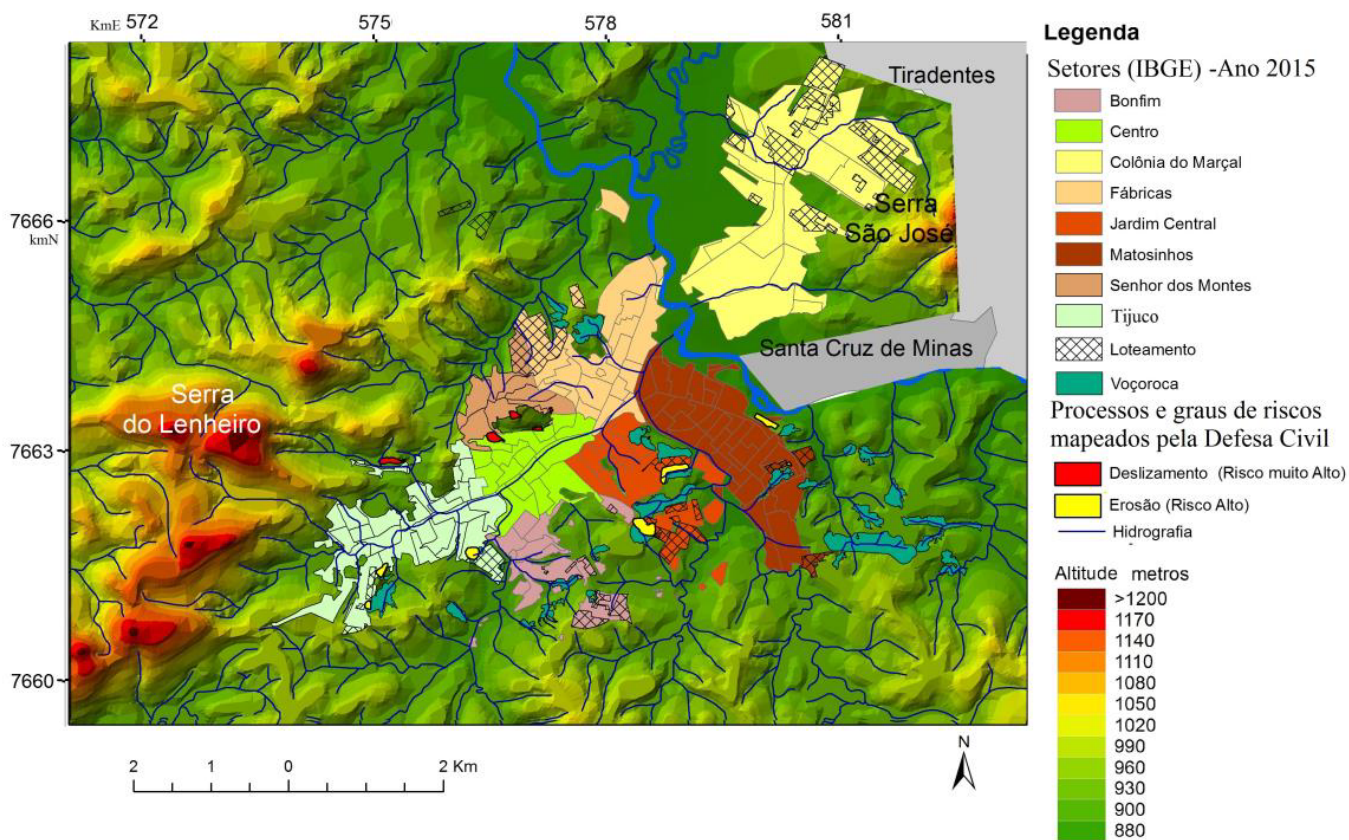 KmE 572 575 578 581
7666
kmN
7663
7660
Tiradentes
Serra
São José
Santa Cruz de Minas
Serra
do Lenheiro
2 1 0 2 Km
N
Legenda
Setores (IBGE) -Ano 2015
Bonfim
Centro
Colônia do Marçal
Fábricas
Jardim Central
Matosinhos
Senhor dos Montes
Tijuco
Loteamento
Voçoroca
Processos e graus de riscos
mapeados pela Defesa Civil
Deslizamento (Risco muito Alto)
Erosão (Risco Alto)
Hidrografia
Altitude metros
>1200
1170
1140
1110
1080
1050
1020
990
960
930
900
880